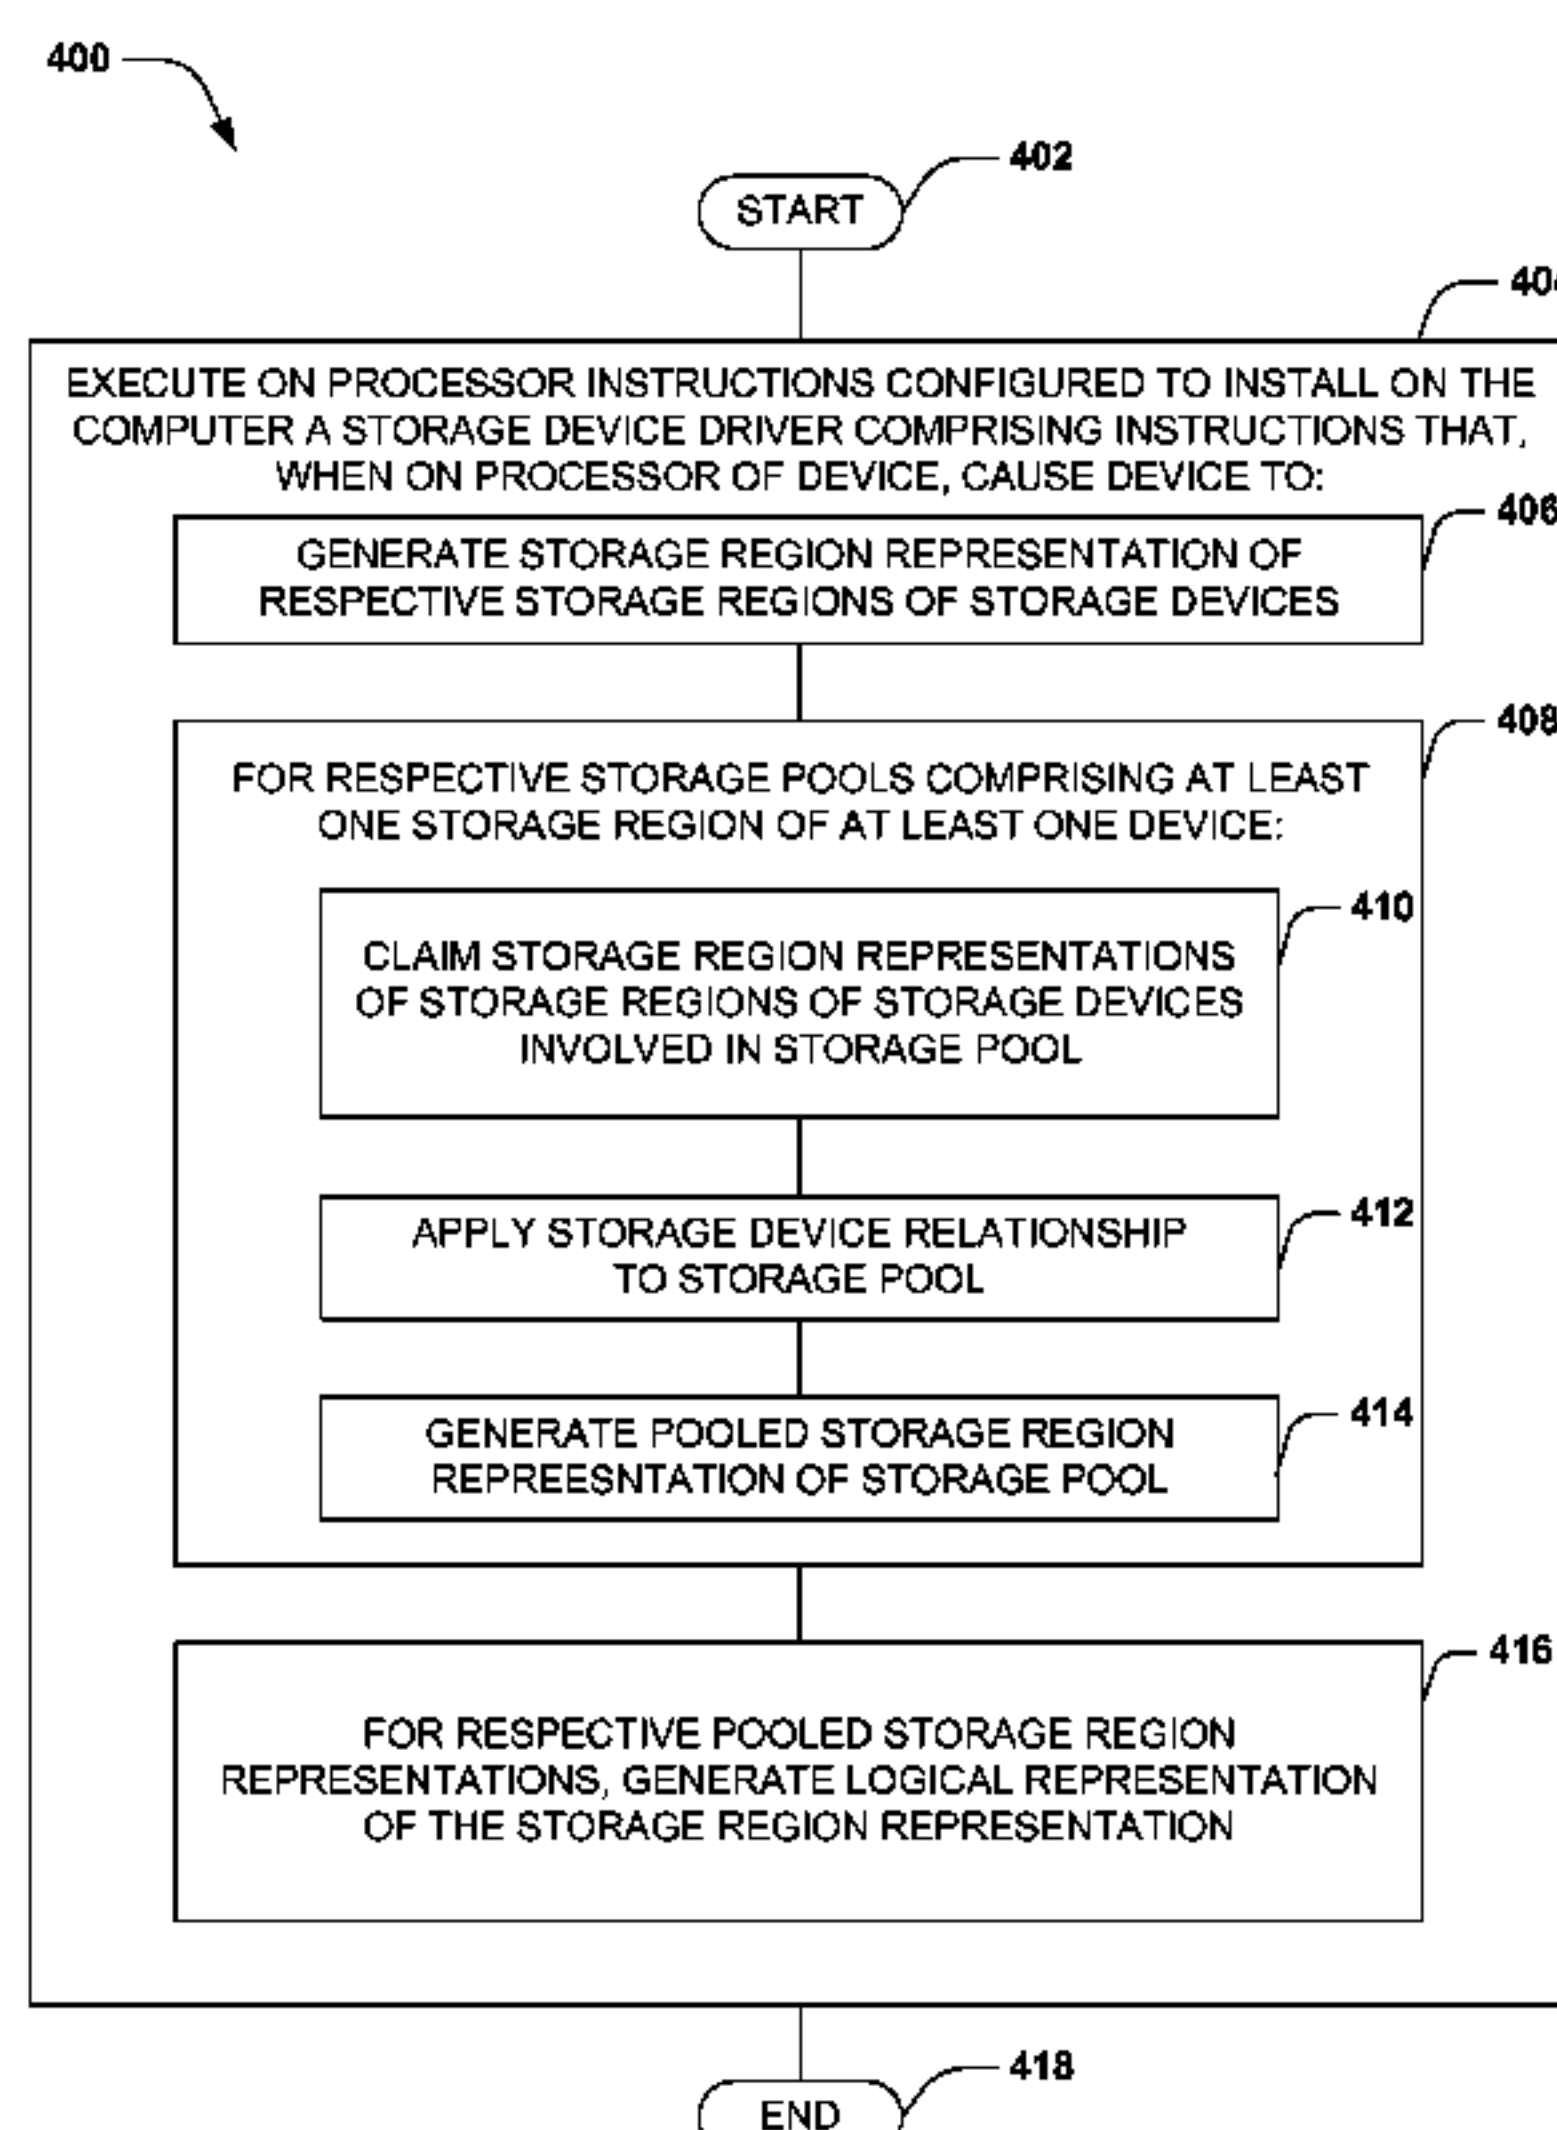 400
402
START
404
EXECUTE ON PROCESSOR INSTRUCTIONS CONFIGURED TO INSTALL ON THE
COMPUTER A STORAGE DEVICE DRIVER COMPRISING INSTRUCTIONS THAT,
WHEN ON PROCESSOR OF DEVICE, CAUSE DEVICE TO:
406
GENERATE STORAGE REGION REPRESENTATION OF
RESPECTIVE STORAGE REGIONS OF STORAGE DEVICES
408
FOR RESPECTIVE STORAGE POOLS COMPRISING AT LEAST
ONE STORAGE REGION OF AT LEAST ONE DEVICE:
410
CLAIM STORAGE REGION REPRESENTATIONS
OF STORAGE REGIONS OF STORAGE DEVICES
INVOLVED IN STORAGE POOL
412
APPLY STORAGE DEVICE RELATIONSHIP
TO STORAGE POOL
414
GENERATE POOLED STORAGE REGION
REPREESNTATION OF STORAGE POOL
416
FOR RESPECTIVE POOLED STORAGE REGION
REPRESENTATIONS, GENERATE LOGICAL REPRESENTATION
OF THE STORAGE REGION REPRESENTATION
418
END